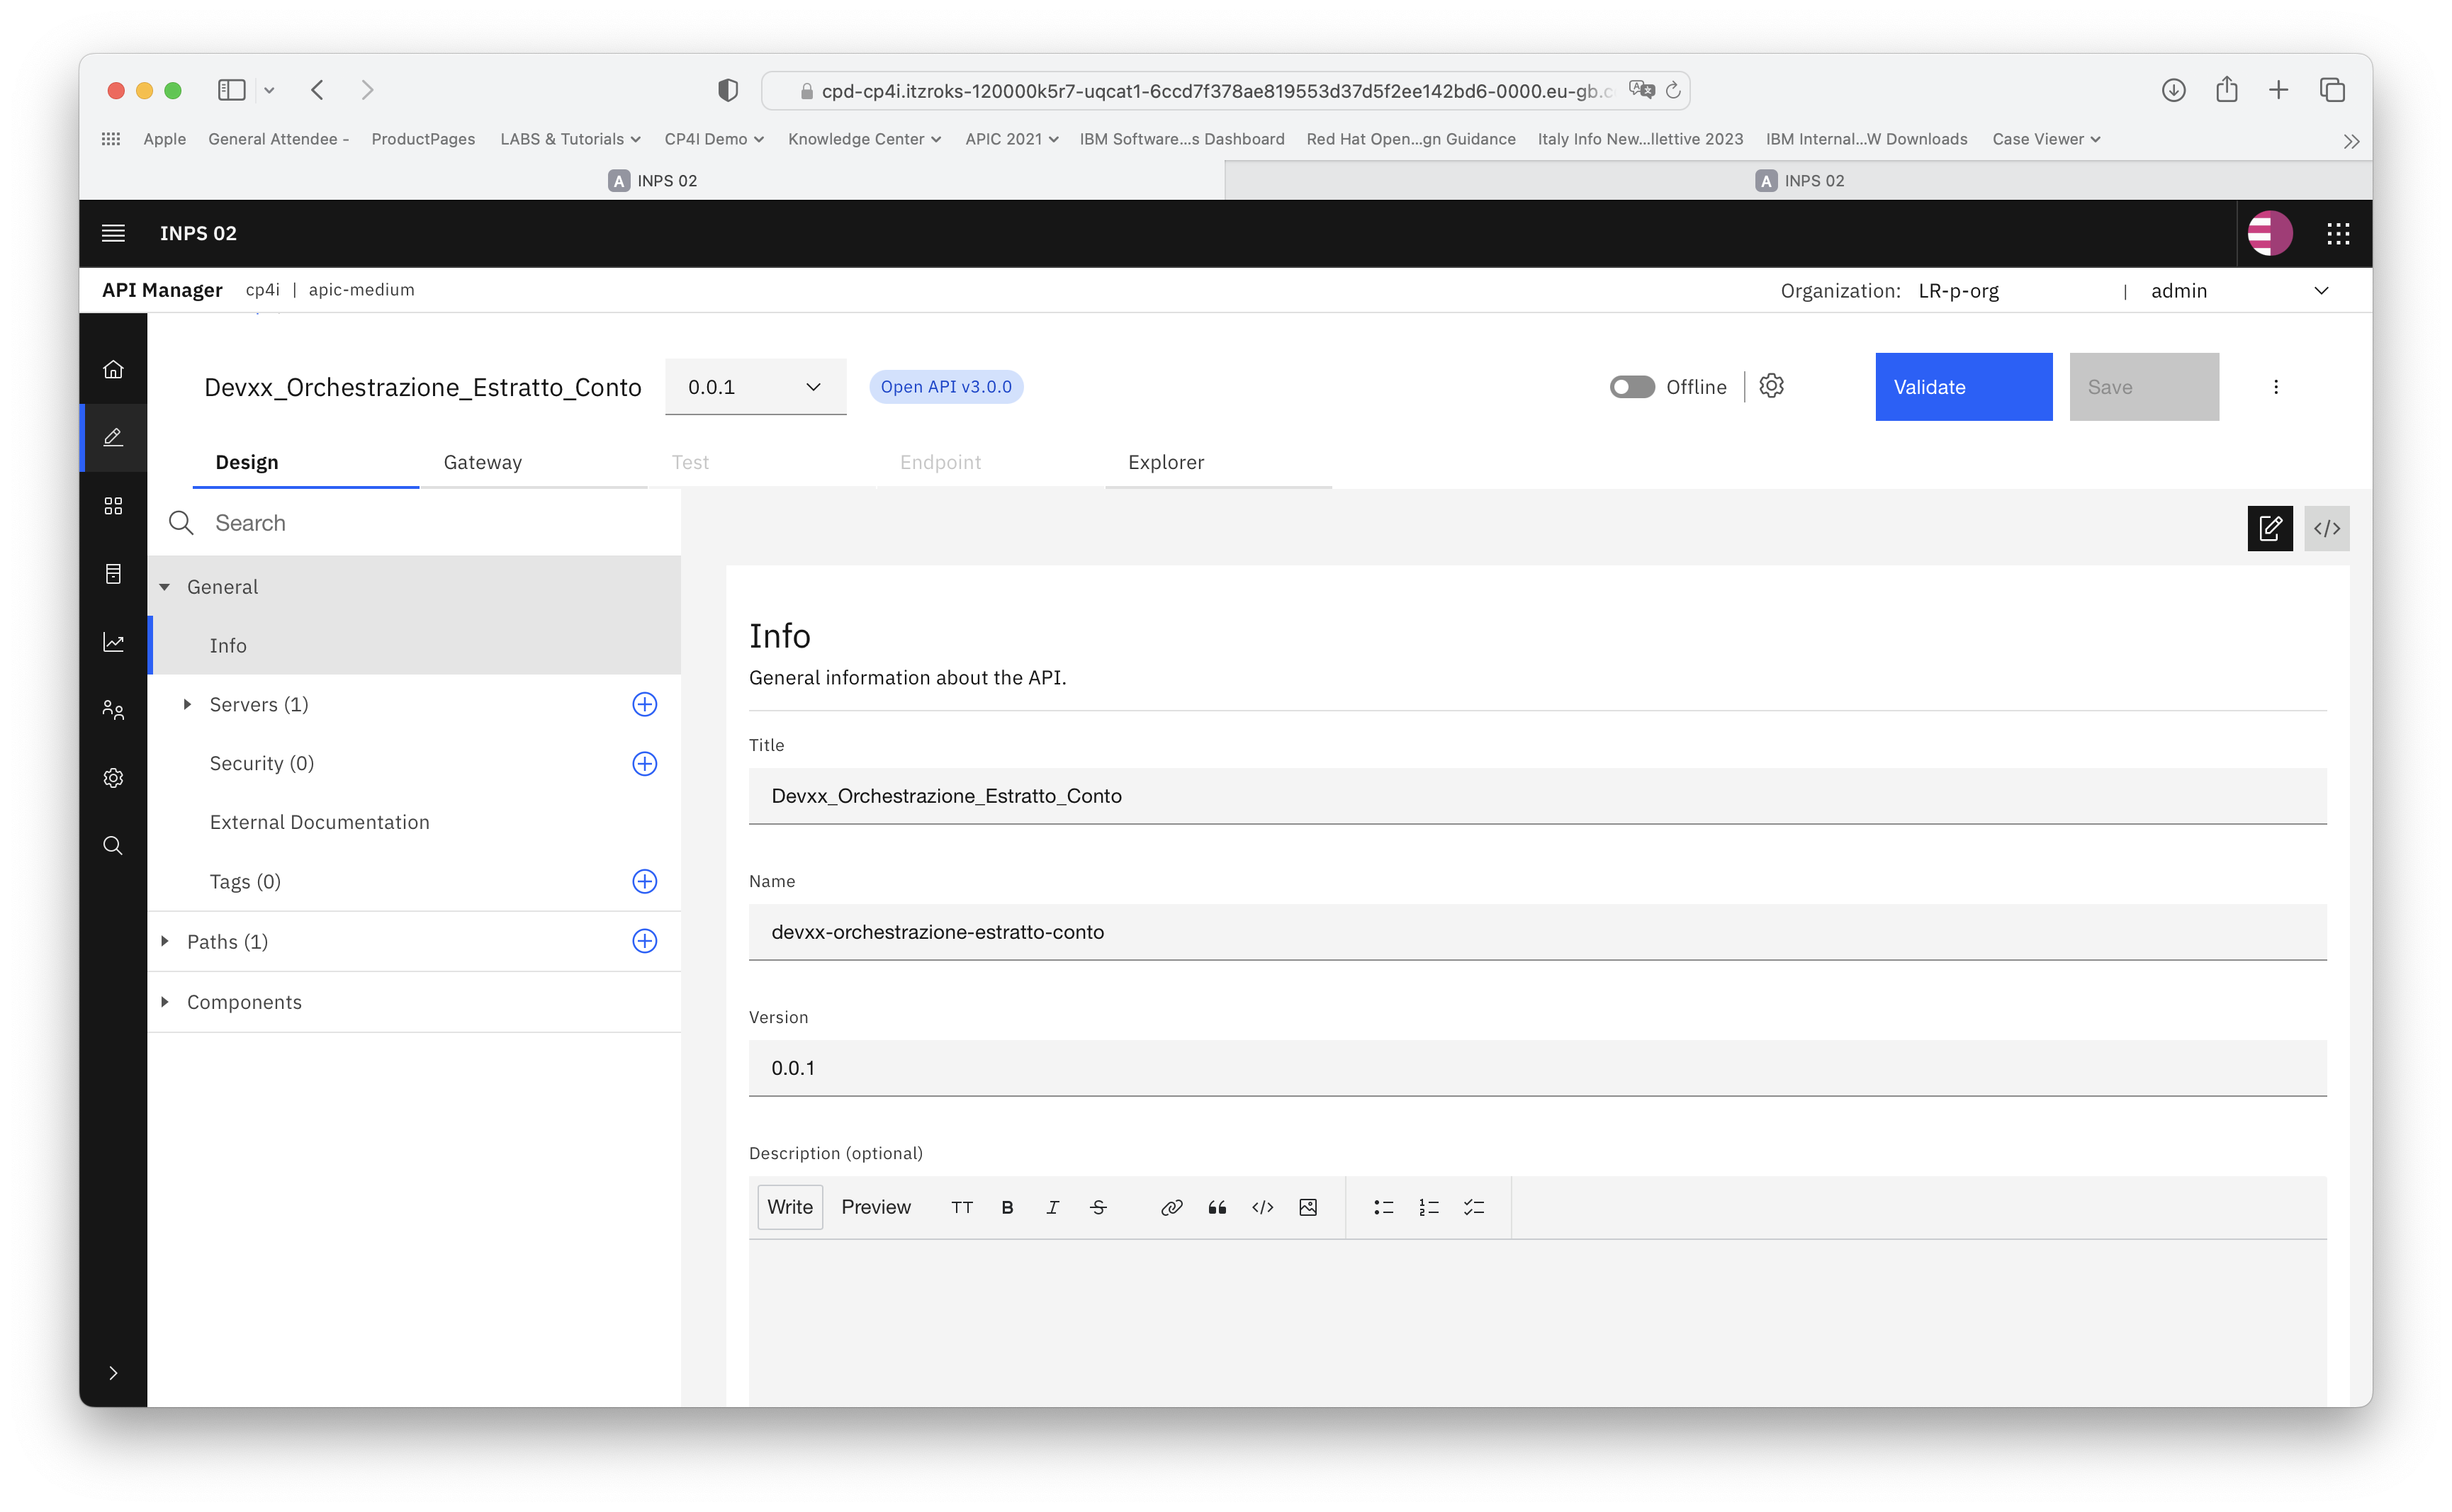 cpd-cp4i.itzroks-120000k5r7-uqcat1-6ccd7f378ae819553d37d5f2ee142bd6-0000.eu-gb.c
Apple General Attendee - ProductPages LABS & Tutorials CP4I Demo Knowledge Center APIC 2021 IBM Software...s Dashboard Red Hat Open...gn Guidance Italy Info New...llettive 2023 IBM Internal...W Downloads Case Viewer
A INPS 02 A INPS 02
INPS 02
API Manager cp4i | apic-medium Organization: LR-p-org | admin
Devxx_Orchestrazione_Estratto_Conto 0.0.1 Open API v3.0.0 Offline Validate Save
Design Gateway Test Endpoint Explorer
Search
General
Info
Servers (1)
Security (0)
External Documentation
Tags (0)
Paths (1)
Components
Info
General information about the API.
Title
Devxx_Orchestrazione_Estratto_Conto
Name
devxx-orchestrazione-estratto-conto
Version
0.0.1
Description (optional)
Write Preview TT B I S